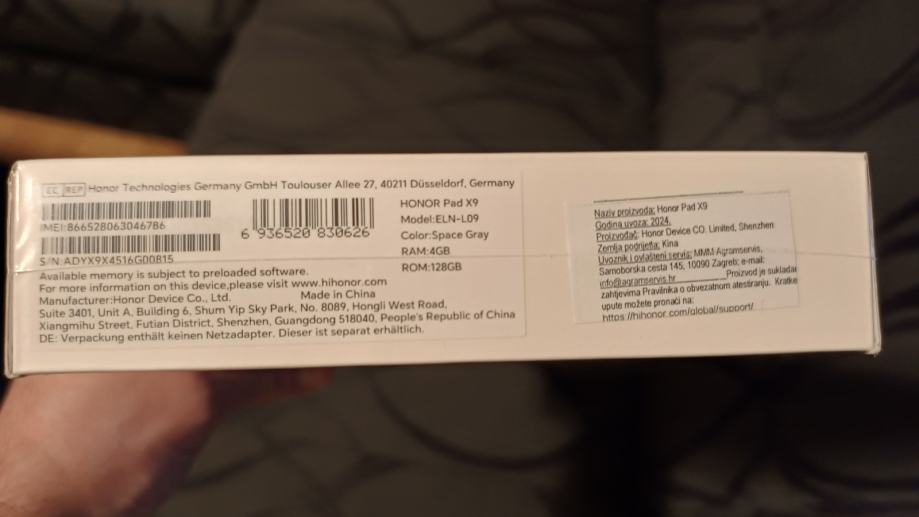 EC REP Honor Technologies Germany GmbH Toulouser Allee 27, 40211 Düsseldorf, Germany
IMEI:866528063046786
S/N:ADYX9X4516G00815
6 936520 830626
HONOR Pad X9
Model:ELN-L09
Color:Space Gray
RAM:4GB
ROM:128GB
Available memory is subject to preloaded software.
For more information on this device,please visit www.hihonor.com
Manufacturer:Honor Device Co., Ltd. Made in China
Suite 3401, Unit A, Building 6, Shum Yip Sky Park, No. 8089, Hongli West Road,
Xiangmihu Street, Futian District, Shenzhen, Guangdong 518040, People's Republic of China
DE: Verpackung enthält keinen Netzadapter. Dieser ist separat erhältlich.
Naziv proizvoda: Honor Pad X9
Godina uvoza: 2024.
Proizvođač: Honor Device CO. Limited, Shenzhen
Zemlja podrijetla: Kina
Uvoznik i ovlašteni servis: MMM Agramservis,
Samoborska cesta 145, 10090 Zagreb; e-mail:
info@agramservis.hr Proizvod je sukladan
zahtjevima Pravilnika o obveznatom atestiranju. Kratke
upute možete pronaći na:
https://hihonor.com/global/support/